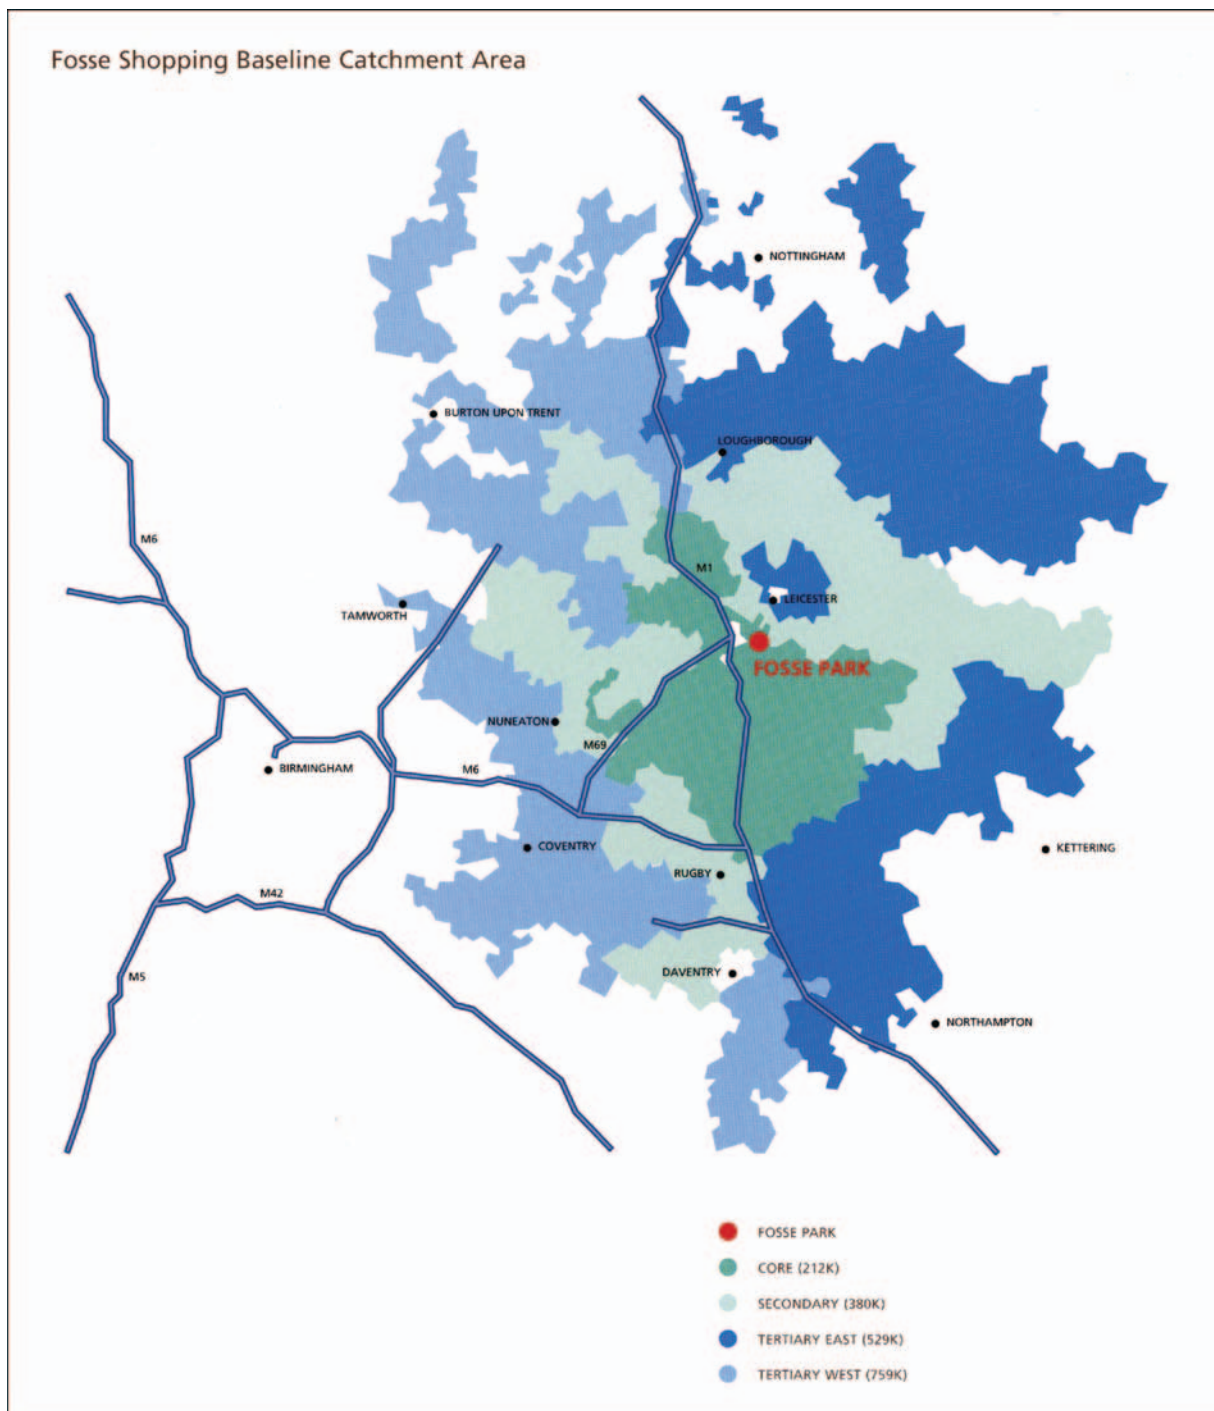 Fosse Shopping Baseline Catchment Area
NOTTINGHAM
BURTON UPON TRENT
LOUGHBOROUGH
M6
M1
TAMWORTH
LEICESTER
FOSSE PARK
NUNEATON
M69
BIRMINGHAM
M6
COVENTRY
KETTERING
RUGBY
M42
M5
DAVENTRY
NORTHAMPTON
FOSSE PARK
CORE (212K)
SECONDARY (380K)
TERTIARY EAST (529K)
TERTIARY WEST (759K)